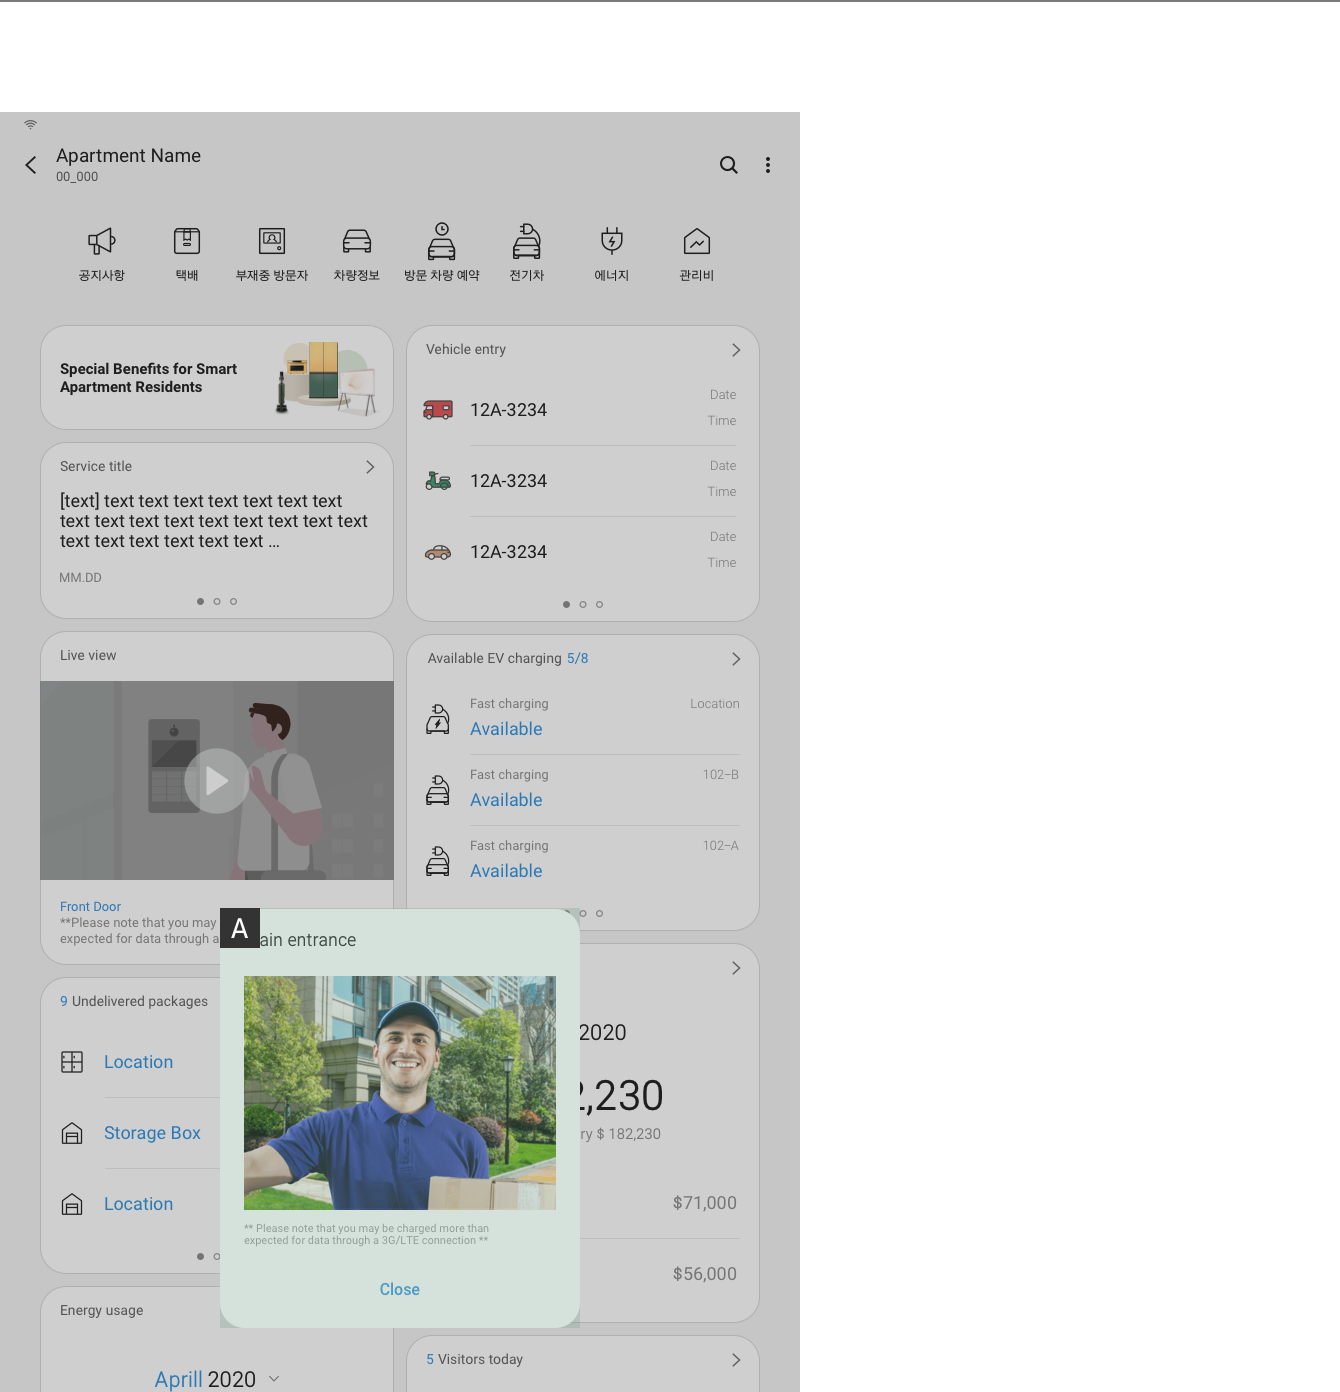 Apartment Name
00_000
공지사항
택배
부재중 방문자
차량정보
방문 차량 예약
전기차
에너지
관리비
Special Benefits for Smart
Apartment Residents
Service title
[text] text text text text text text text
text text text text text text text text text
text text text text text text ...
MM.DD
Live view
Front Door
**Please note that you may
expected for data through a
9 Undelivered packages
Location
Storage Box
Location
Energy usage
Aprill 2020
Vehicle entry
12A-3234
Date
Time
12A-3234
Date
Time
12A-3234
Date
Time
Available EV charging 5/8
Fast charging
Location
Available
Fast charging
102-B
Available
Fast charging
102-A
Available
2020
2,230
ry $ 182,230
$71,000
$56,000
5 Visitors today
A
ain entrance
** Please note that you may be charged more than
expected for data through a 3G/LTE connection **
Close